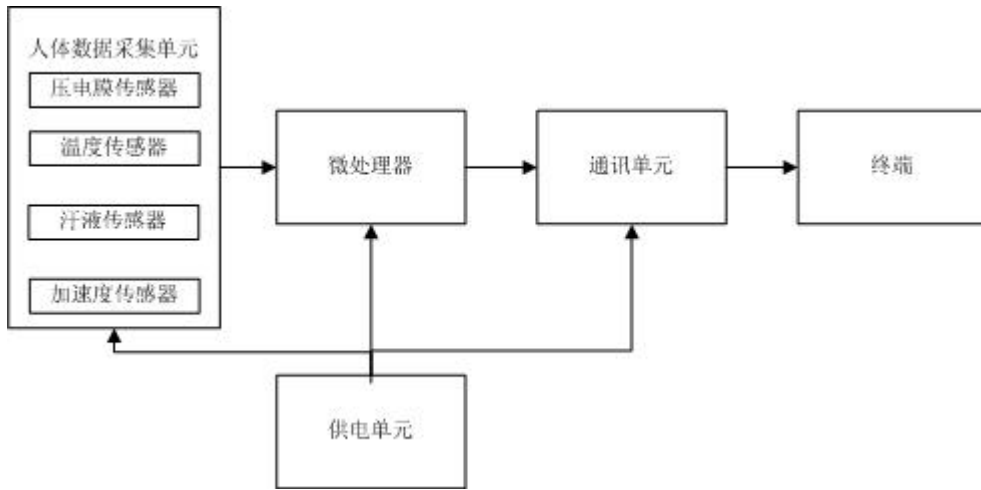 人体数据采集单元
压电膜传感器
温度传感器
汗液传感器
加速度传感器
微处理器
通讯单元
终端
供电单元